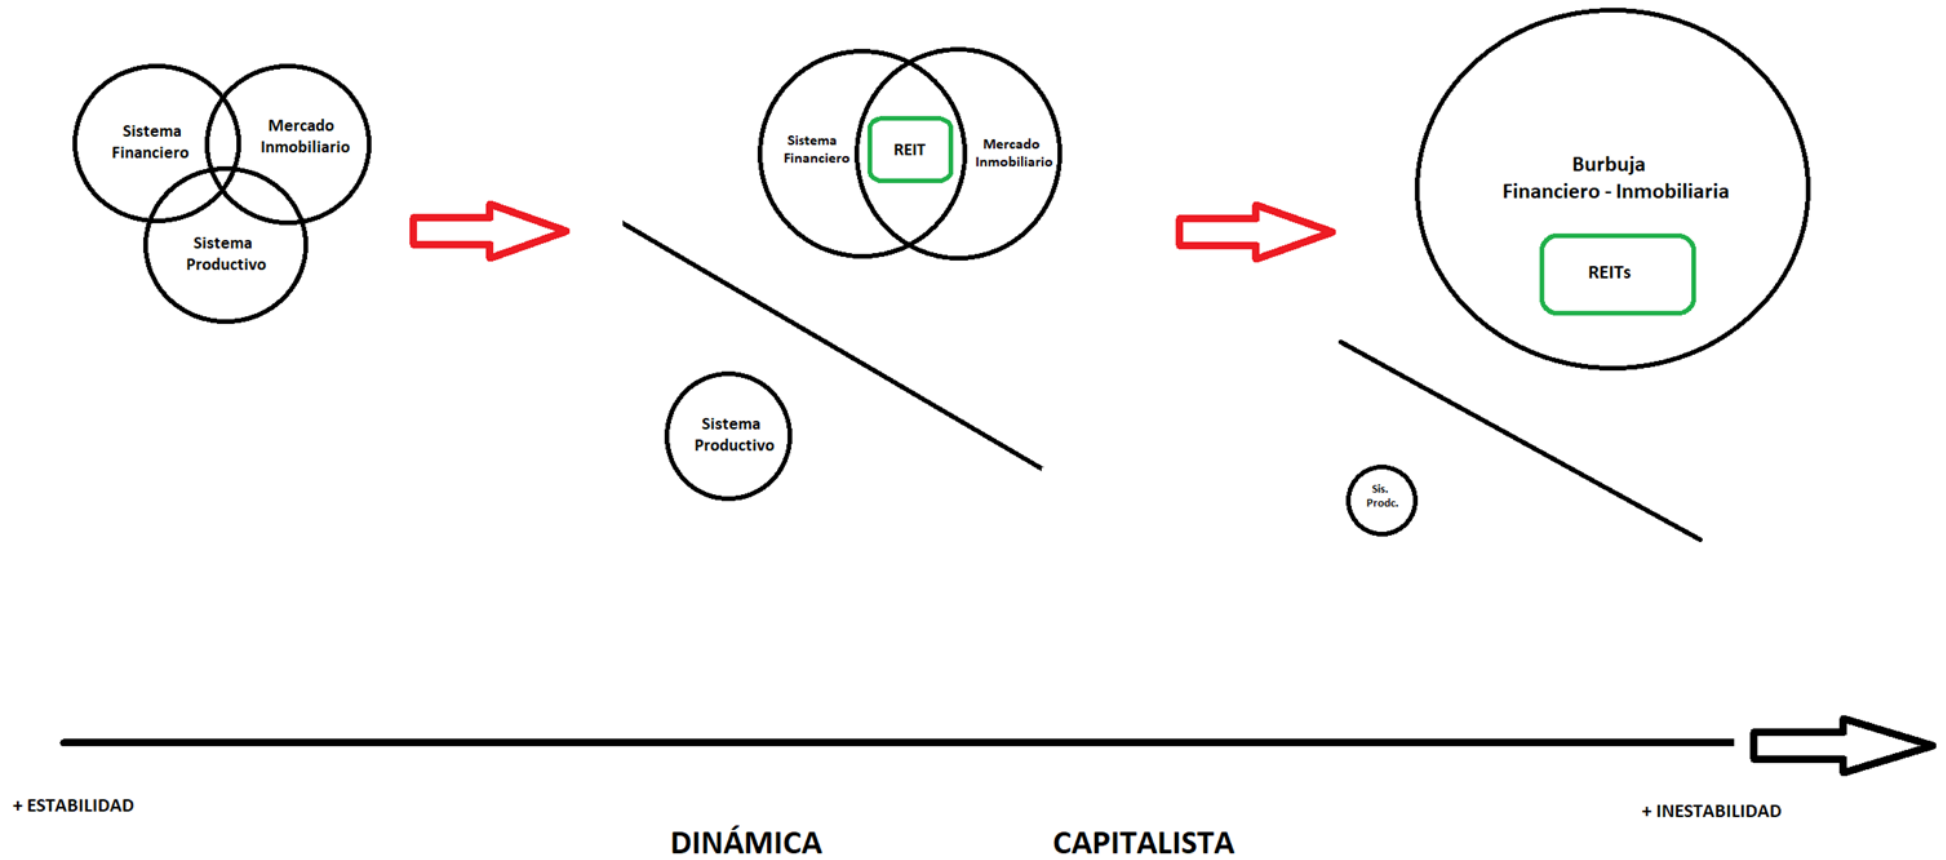 Sistema
Financiero
Mercado
Inmobiliario
Sistema
Productivo
Sistema
Financiero
REIT
Mercado
Inmobiliario
Sistema
Productivo
Burbuja
Financiero - Inmobiliaria
REITs
Sis.
Prodc.
+ ESTABILIDAD
+ INESTABILIDAD
DINÁMICA CAPITALISTA